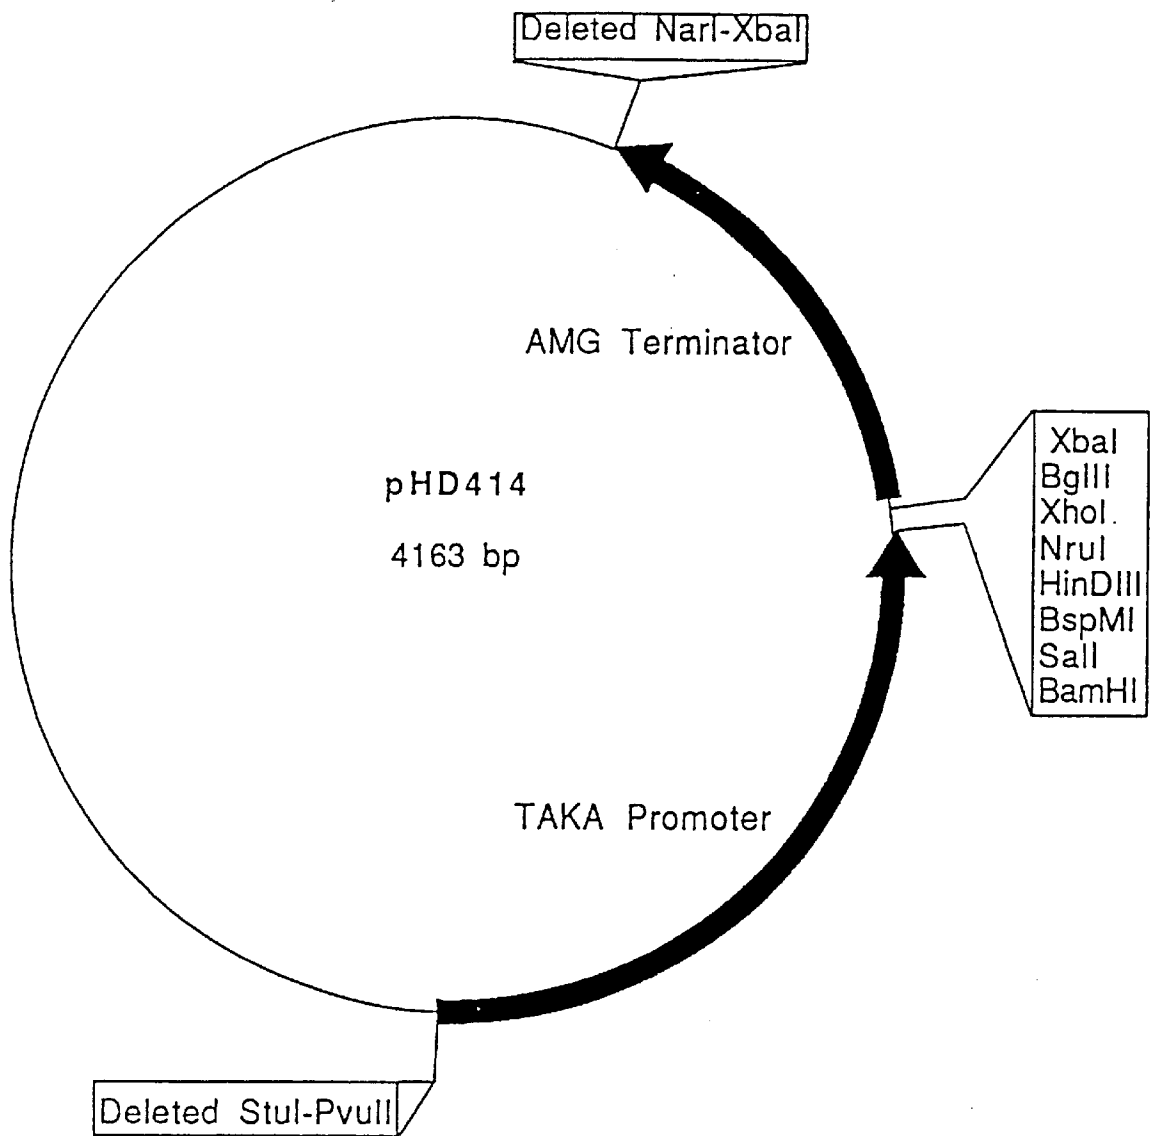 Deleted NarI-XbaI
AMG Terminator
pHD414
4163 bp
XbaI
BglII
XhoI.
NruI
HinDIII
BspMI
SalI
BamHI
TAKA Promoter
Deleted StuI-PvuII